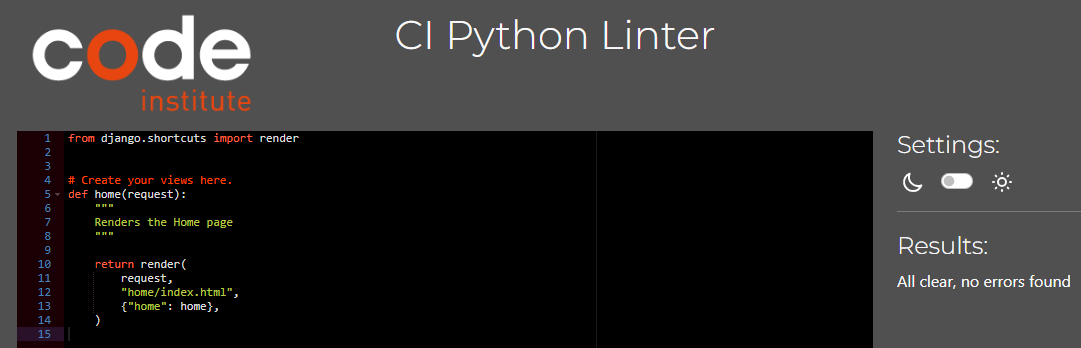 code
institute
CI Python Linter
1 from django.shortcuts import render
2
3
4 # Create your views here.
5 def home(request):
6     """
7     Renders the Home page
8     """
9
10     return render(
11         request,
12         "home/index.html",
13         {"home": home},
14     )
15
Settings:
Results:
All clear, no errors found